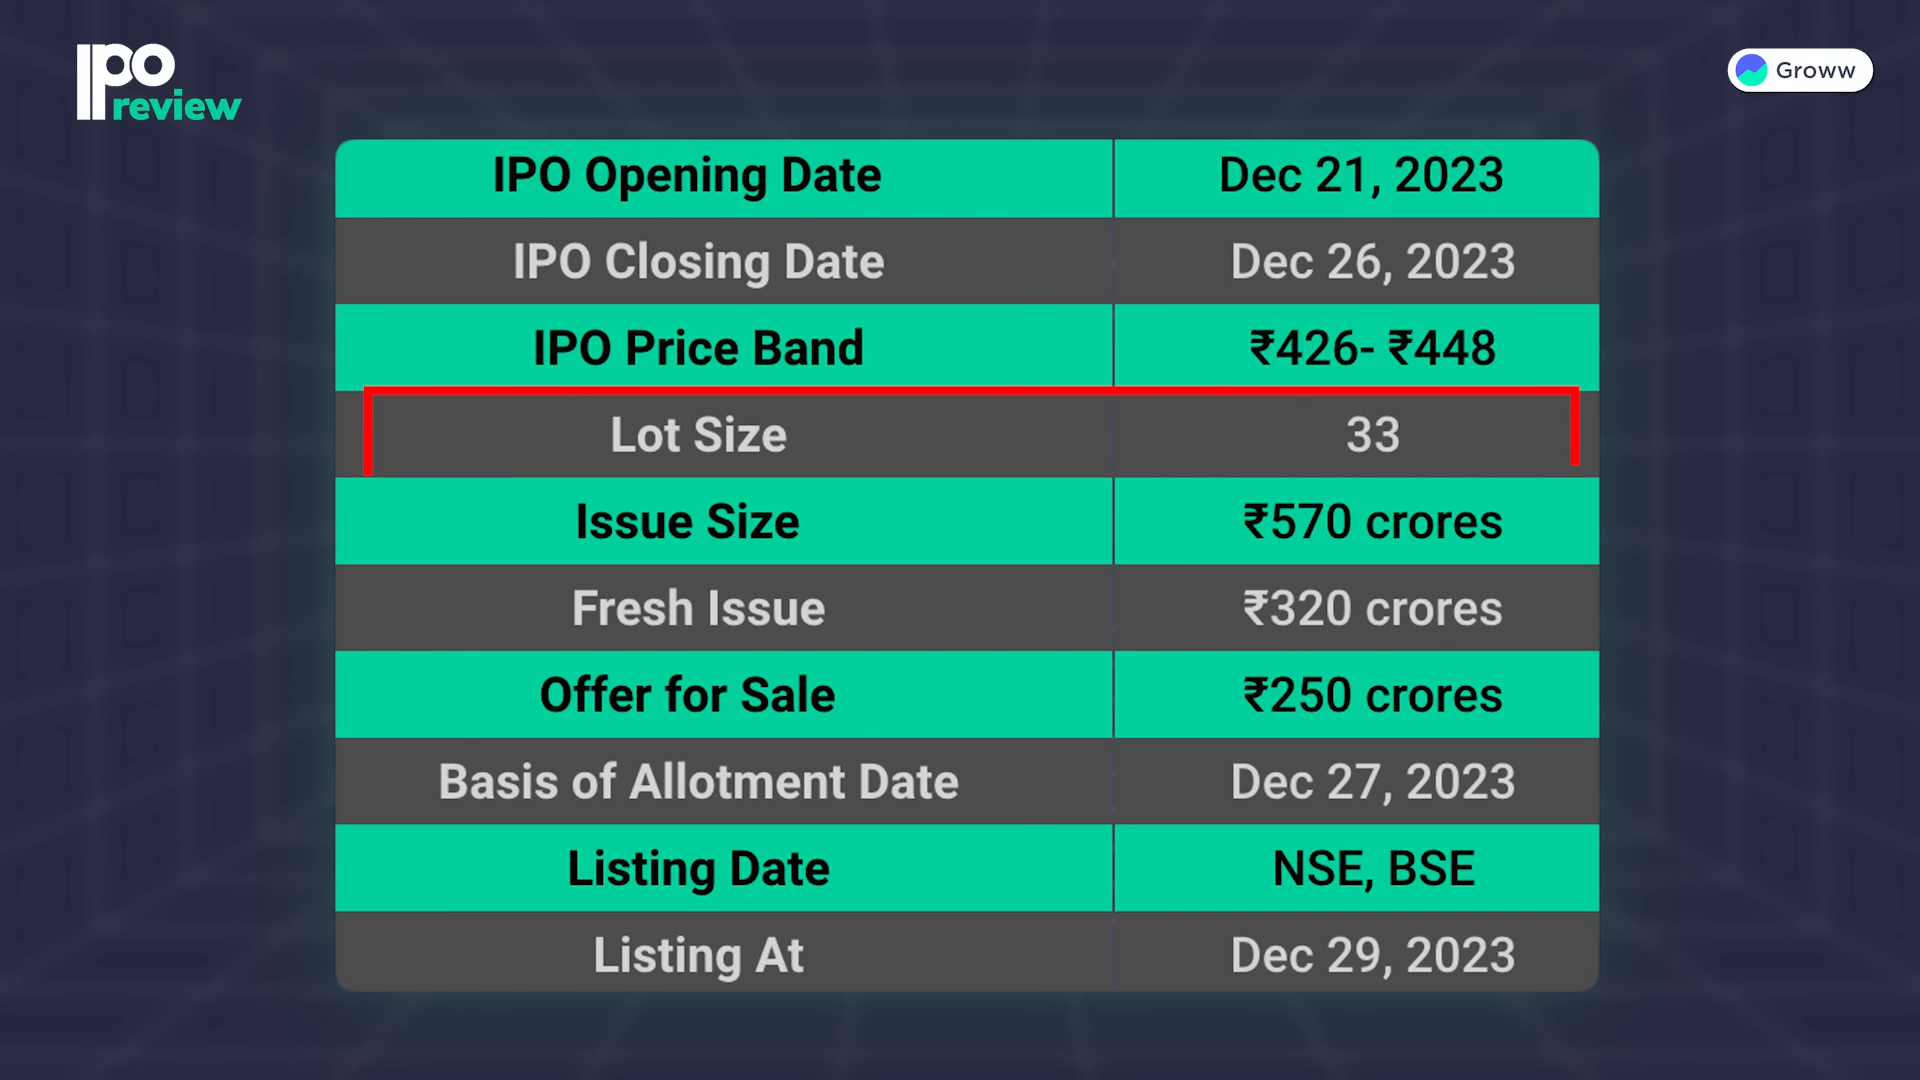 IPO
review
Groww
IPO Opening Date Dec 21, 2023
IPO Closing Date Dec 26, 2023
IPO Price Band ₹426- ₹448
Lot Size 33
Issue Size ₹570 crores
Fresh Issue ₹320 crores
Offer for Sale ₹250 crores
Basis of Allotment Date Dec 27, 2023
Listing Date NSE, BSE
Listing At Dec 29, 2023